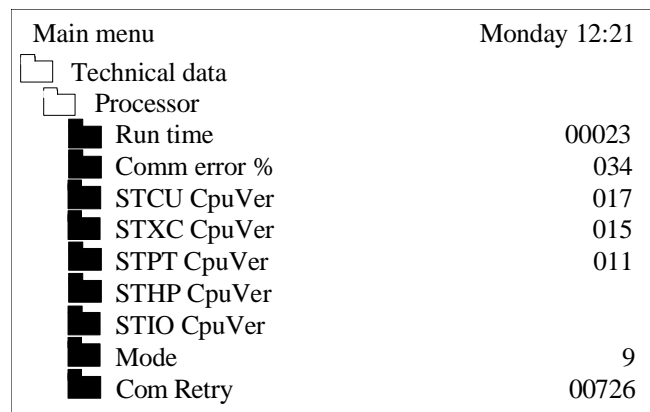 Main menu Monday 12:21
Technical data
Processor
Run time 00023
Comm error % 034
STCU CpuVer 017
STXC CpuVer 015
STPT CpuVer 011
STHP CpuVer
STIO CpuVer
Mode 9
Com Retry 00726